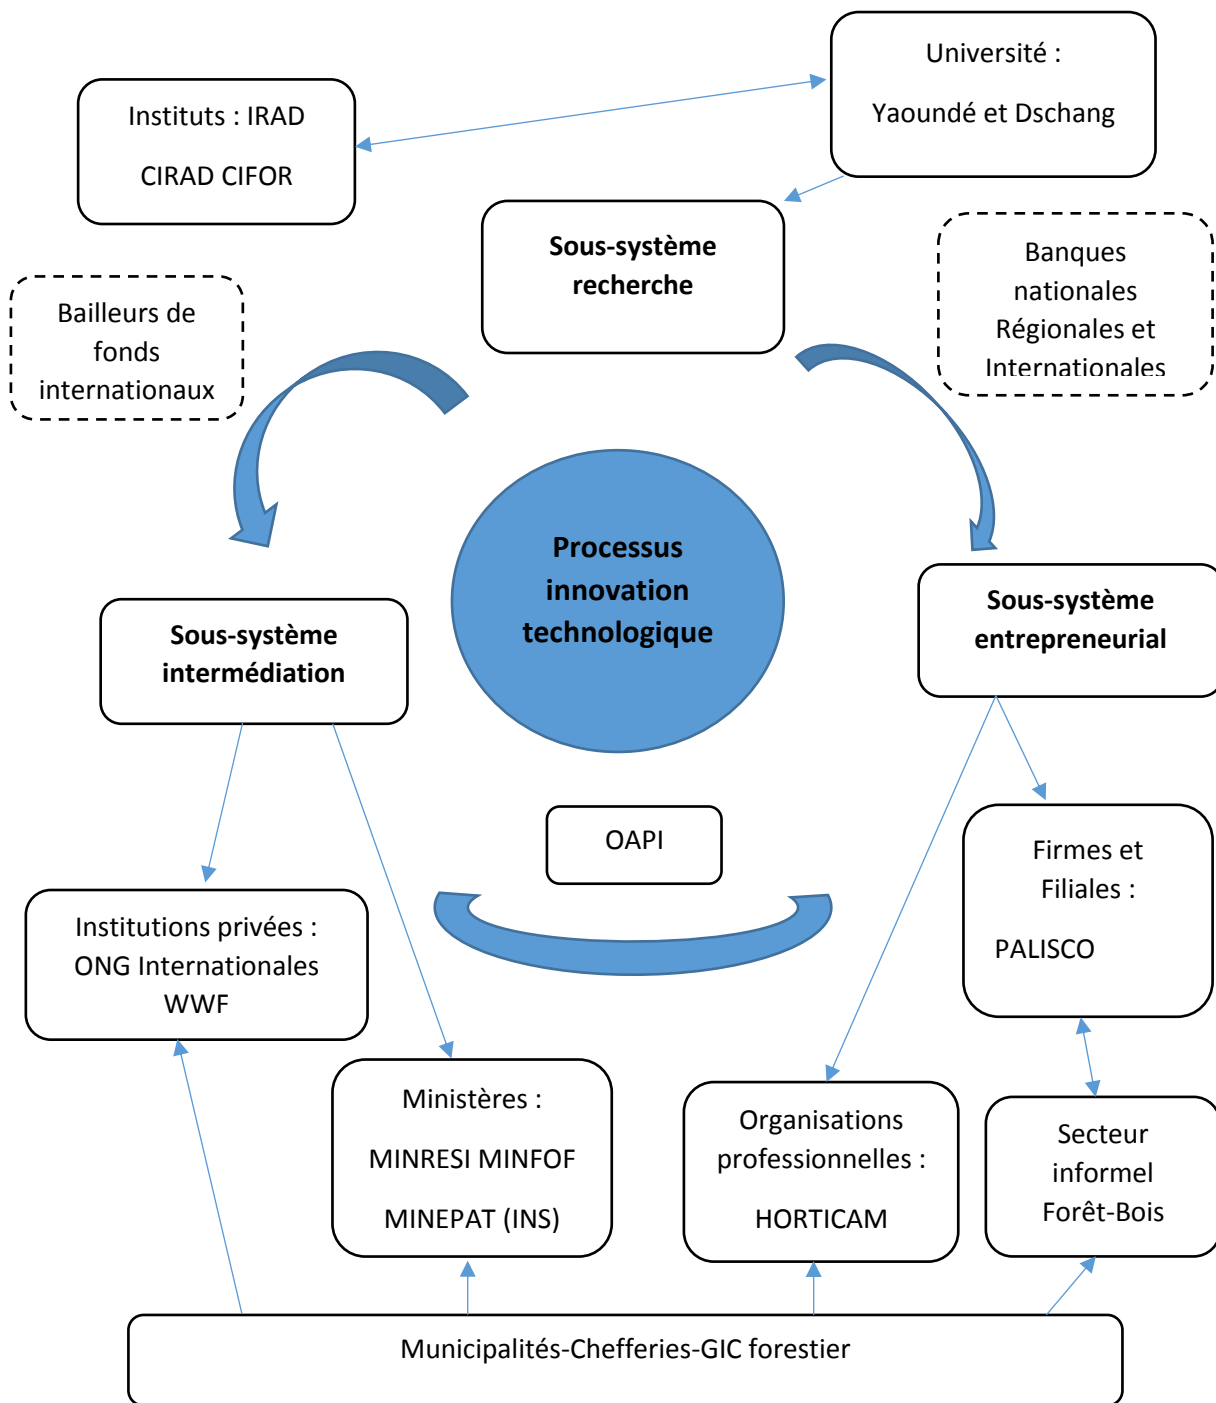 Université :
Yaoundé et Dschang
Instituts : IRAD
CIRAD CIFOR
Sous-système
recherche
Banques
nationales
Régionales et
Internationales
Bailleurs de
fonds
internationaux
Processus
innovation
technologique
Sous-système
intermédiation
Sous-système
entrepreneurial
OAPI
Firmes et
Filiales :
PALISCO
Institutions privées :
ONG Internationales
WWF
Ministères :
MINRESI MINFOF
MINEPAT (INS)
Organisations
professionnelles :
HORTICAM
Secteur
informel
Forêt-Bois
Municipalités-Chefferies-GIC forestier